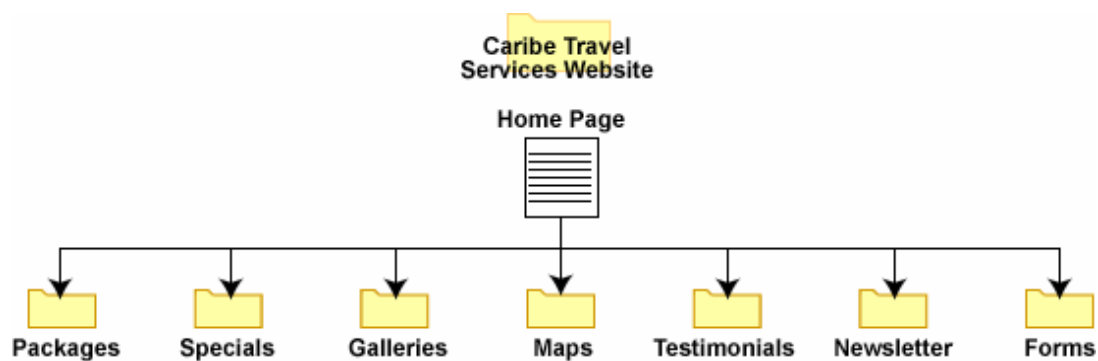 Caribe Travel
Services Website
Home Page
Packages
Specials
Galleries
Maps
Testimonials
Newsletter
Forms